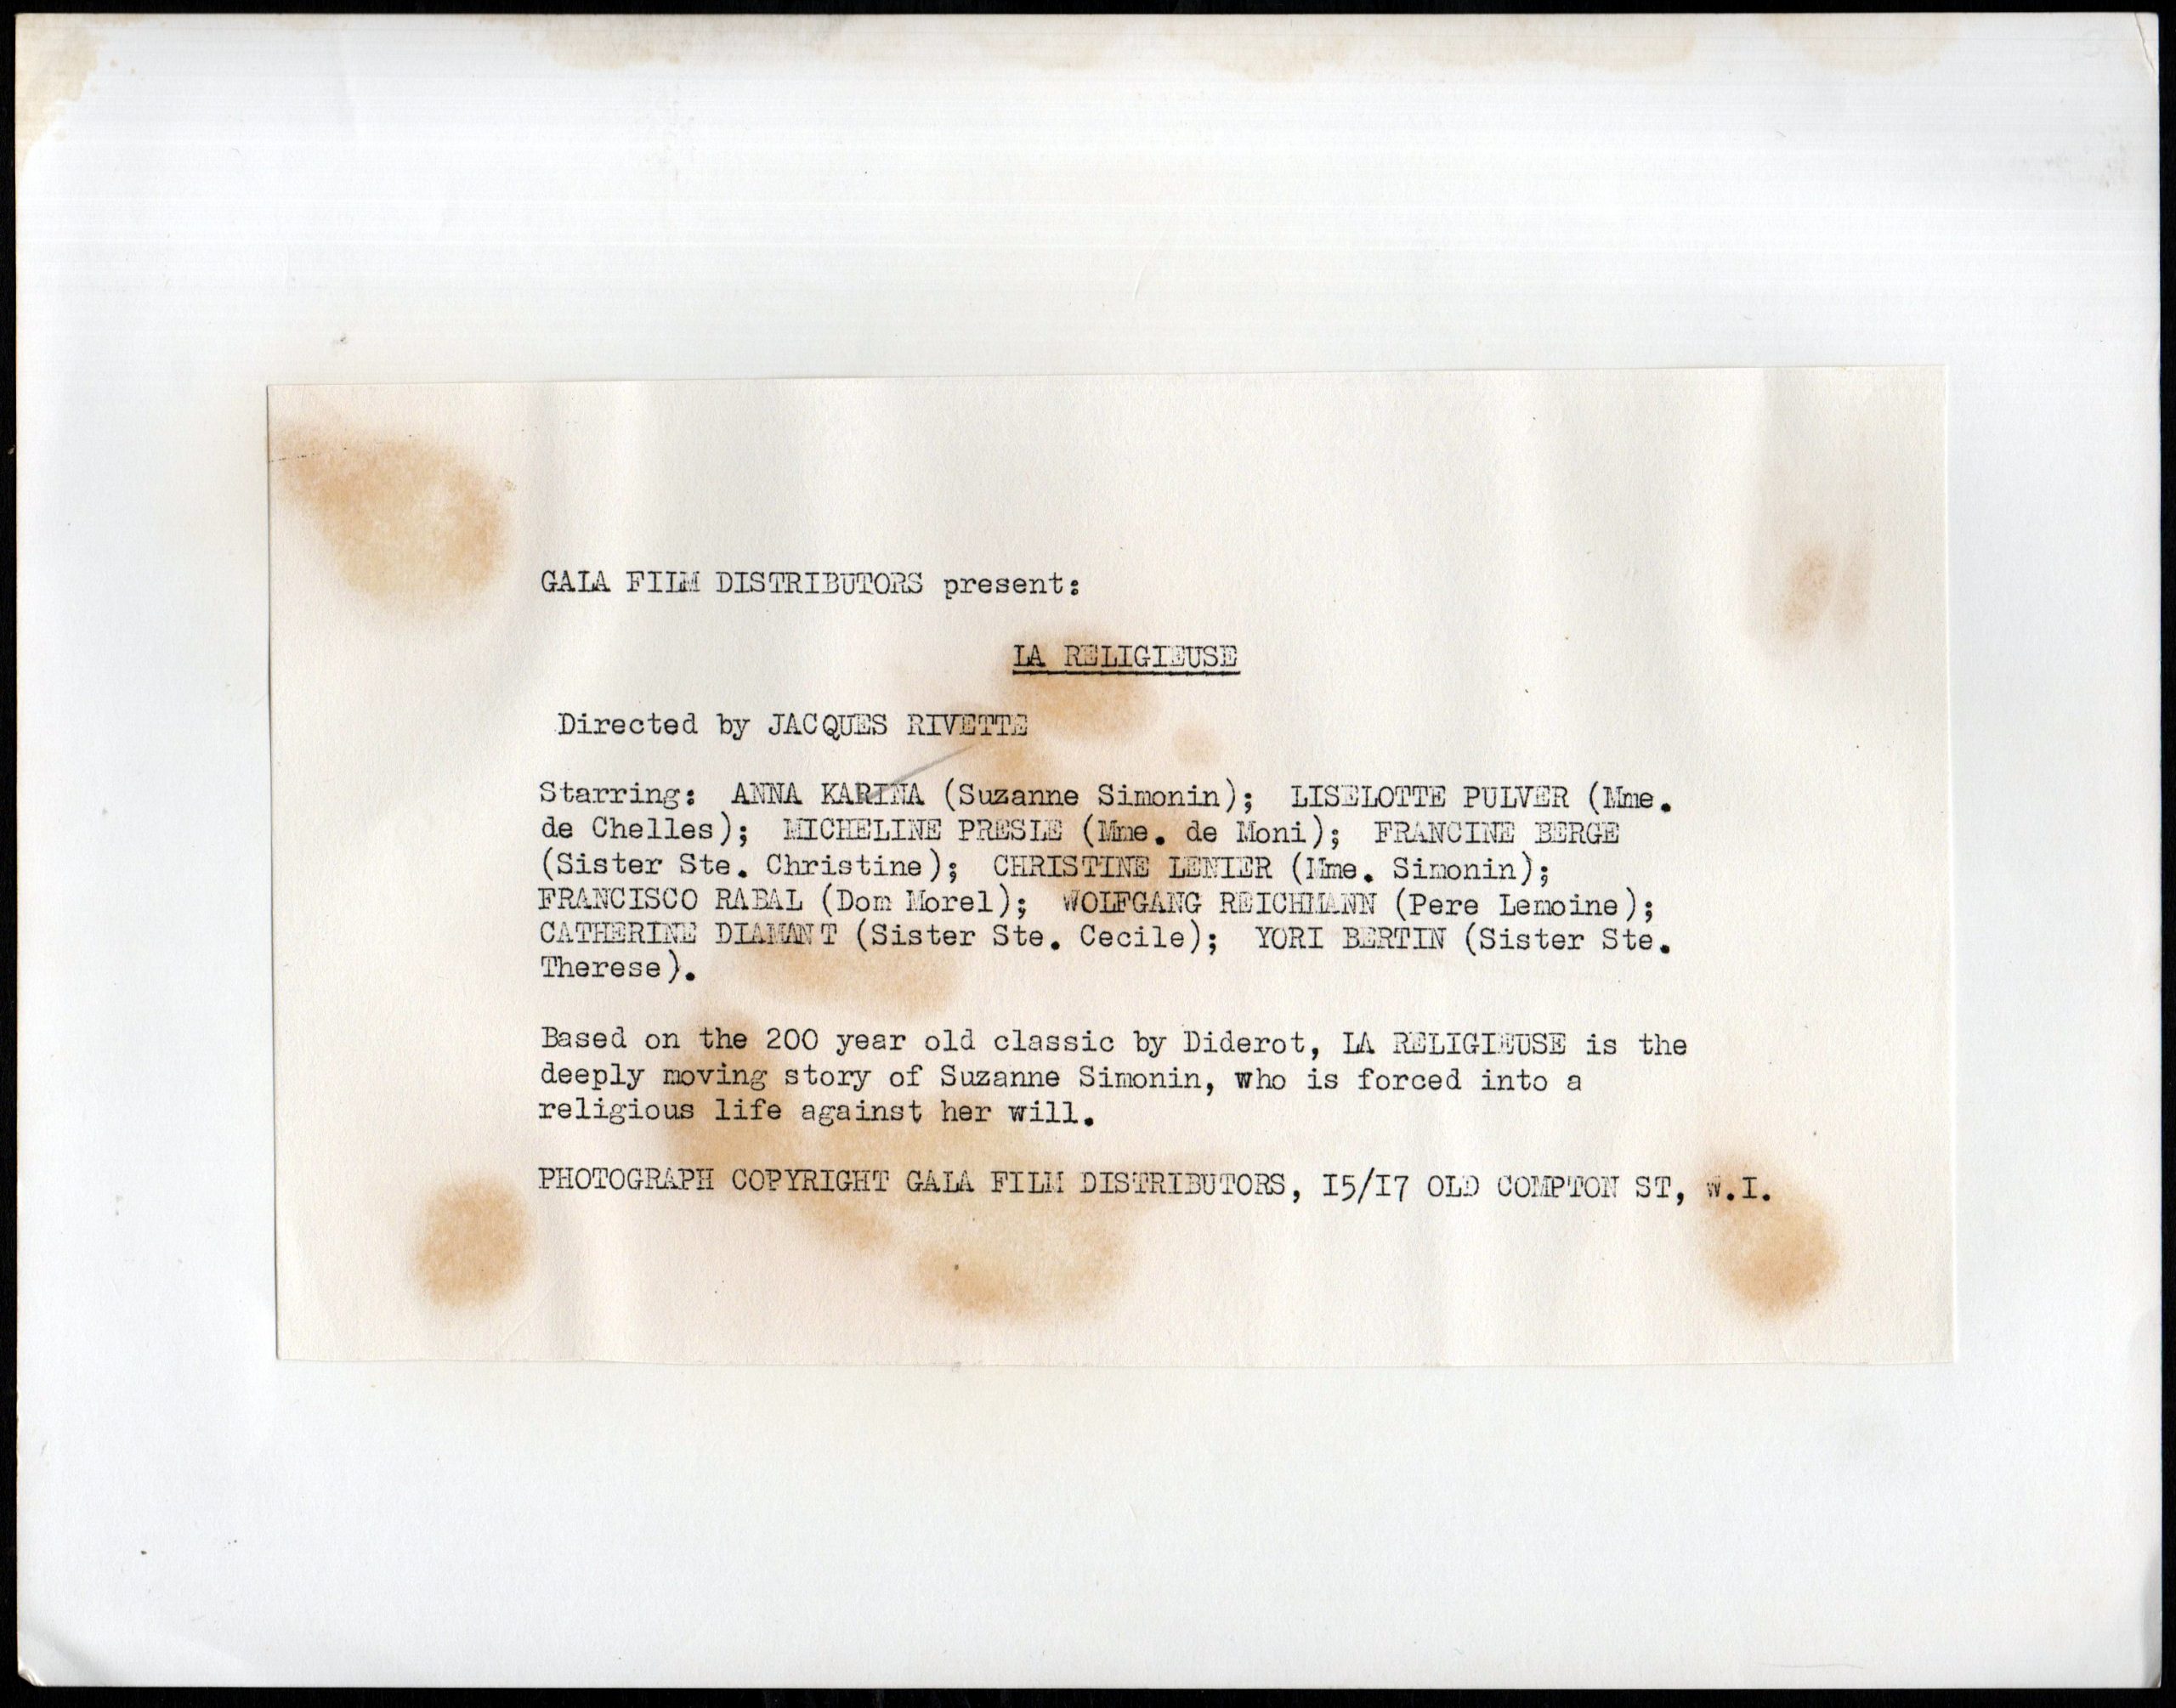 GALA FILM DISTRIBUTORS present:
LA RELIGIEUSE
Directed by JACQUES RIVETTE
Starring: ANNA KARINA (Suzanne Simonin); LISELOTTE PULVER (Mme.
de Chelles); MICHELINE PRESLE (Mme. de Moni); FRANCINE BERGE
(Sister Ste. Christine); CHRISTINE LENIER (Mme. Simonin);
FRANCISCO RABAL (Dom Morel); WOLFGANG REICHMANN (Pere Lemoine);
CATHERINE DIAMANT (Sister Ste. Cecile); YORI BERTIN (Sister Ste.
Therese).
Based on the 200 year old classic by Diderot, LA RELIGIEUSE is the
deeply moving story of Suzanne Simonin, who is forced into a
religious life against her will.
PHOTOGRAPH COPYRIGHT GALA FILM DISTRIBUTORS, I5/I7 OLD COMPTON ST, W.I.